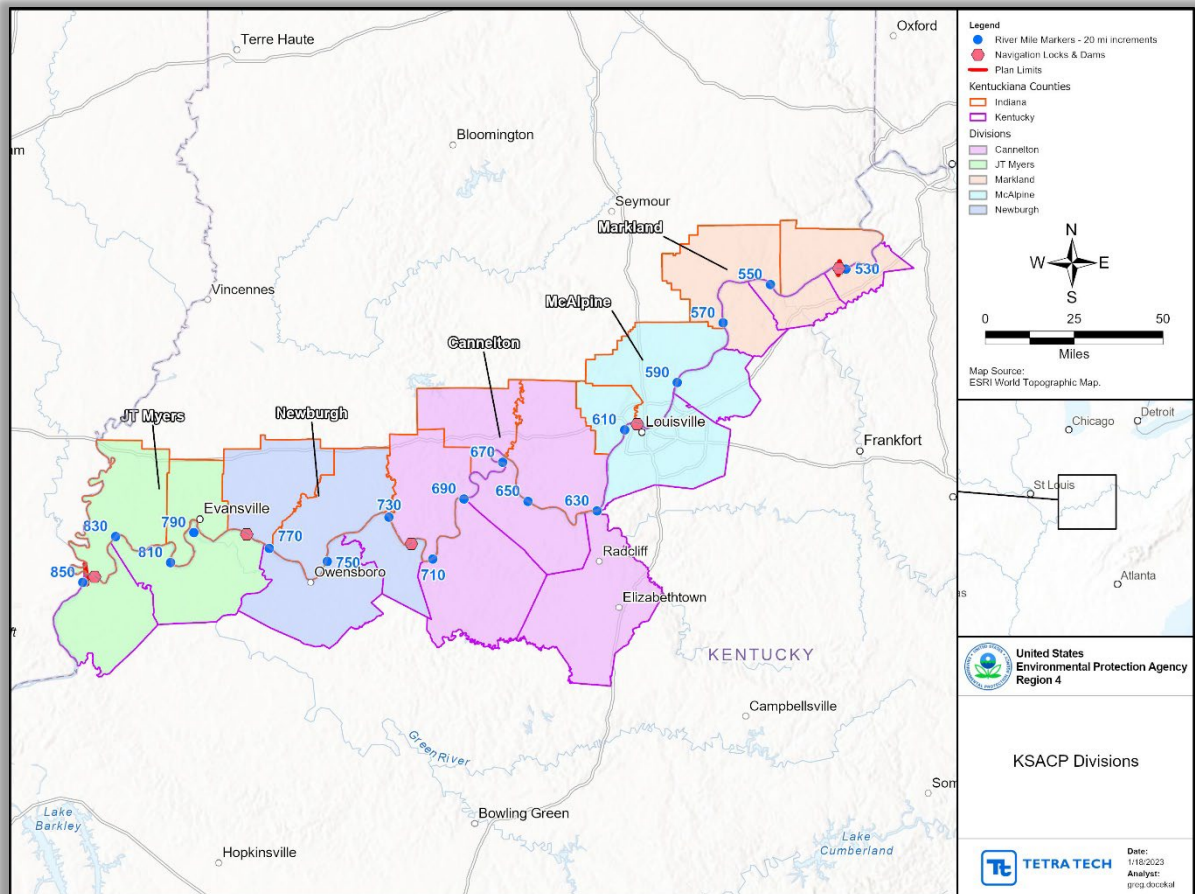 Oxford
Terre Haute
Bloomington
Seymour
Markland
550
530
Vincennes
570
McAlpine
Cannelton
590
JT Myers
Newburgh
610
Louisville
Frankfort
670
690
650
630
730
Evansville
790
830
770
810
750
710
850
Owensboro
Radcliff
Elizabethtown
KENTUCKY
Campbellsville
Green River
Bowling Green
Lake
Barkley
Lake
Cumberland
Hopkinsville
Som
Legend
River Mile Markers - 20 mi increments
Navigation Locks & Dams
Plan Limits
Kentuckiana Counties
Indiana
Kentucky
Divisions
Cannelton
JT Myers
Markland
McAlpine
Newburgh
N
W E
S
0 25 50
Miles
Map Source:
ESRI World Topographic Map.
Chicago
Detroit
St Louis
Atlanta
United States
Environmental Protection Agency
Region 4
KSACP Divisions
Tt TETRA TECH
Date:
1/18/2023
Analyst:
greg.docekal